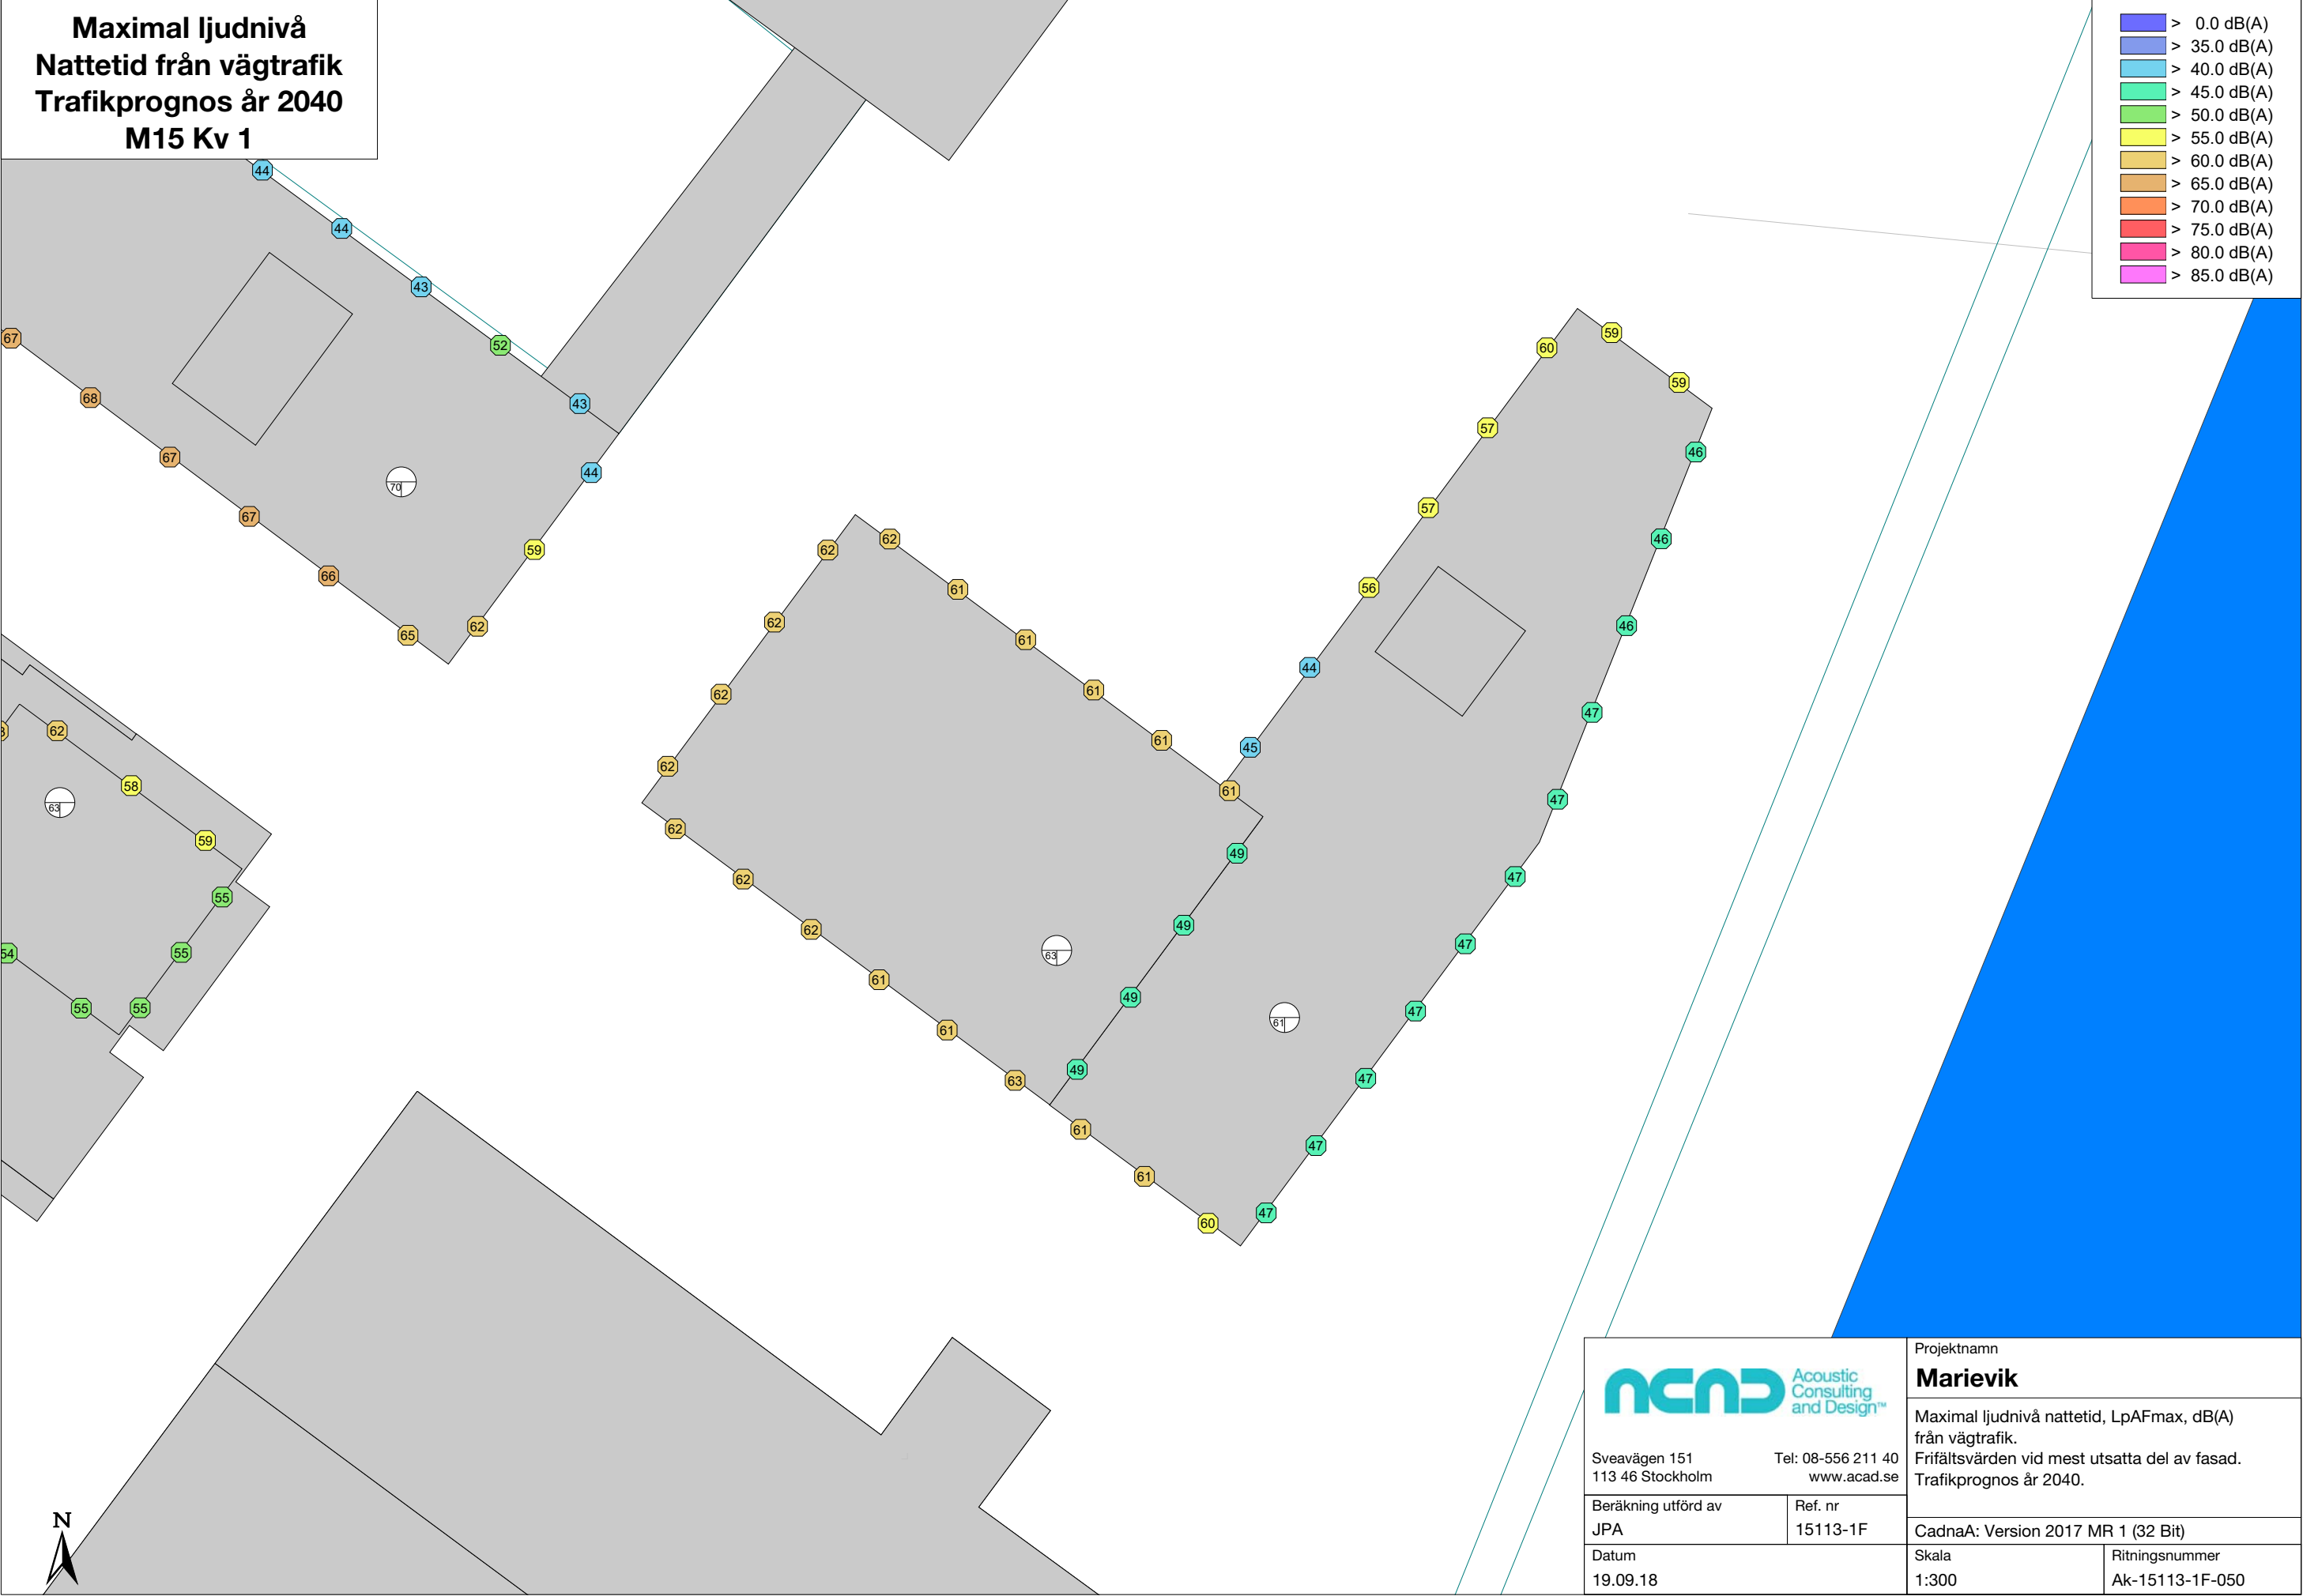 Maximal ljudnivå
Nattetid från vägtrafik
Trafikprognos år 2040
M15 Kv 1
> 0.0 dB(A)
> 35.0 dB(A)
> 40.0 dB(A)
> 45.0 dB(A)
> 50.0 dB(A)
> 55.0 dB(A)
> 60.0 dB(A)
> 65.0 dB(A)
> 70.0 dB(A)
> 75.0 dB(A)
> 80.0 dB(A)
> 85.0 dB(A)
44
44
43
52
43
44
59
62
65
66
67
67
68
67
70
62
58
59
55
55
55
55
54
63
62
61
61
61
61
61
62
62
62
62
62
62
62
61
61
63
61
61
60
49
49
49
49
63
61
59
59
60
57
57
56
44
45
46
46
46
47
47
47
47
47
47
47
47
N
Acoustic
Consulting
and Design™
Sveavägen 151
113 46 Stockholm
Tel: 08-556 211 40
www.acad.se
Beräkning utförd av
JPA
Ref. nr
15113-1F
Datum
19.09.18
Projektnamn
Marievik
Maximal ljudnivå nattetid, LpAFmax, dB(A)
från vägtrafik.
Frifältsvärden vid mest utsatta del av fasad.
Trafikprognos år 2040.
CadnaA: Version 2017 MR 1 (32 Bit)
Skala
1:300
Ritningsnummer
Ak-15113-1F-050